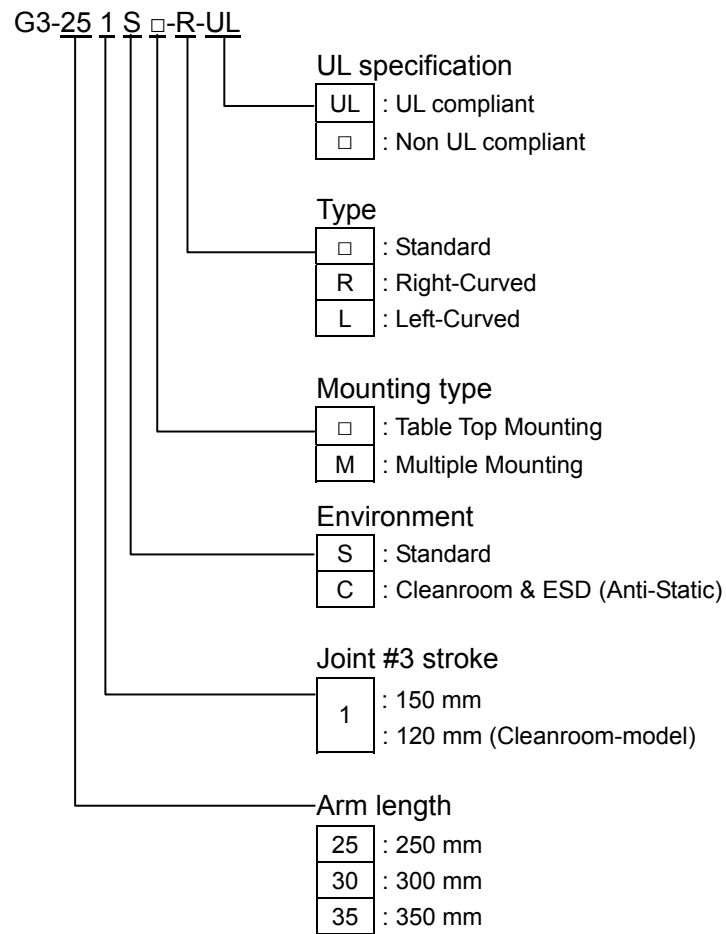 G3-25 1 S □-R-UL
UL specification
UL : UL compliant
□ : Non UL compliant
Type
□ : Standard
R : Right-Curved
L : Left-Curved
Mounting type
□ : Table Top Mounting
M : Multiple Mounting
Environment
S : Standard
C : Cleanroom & ESD (Anti-Static)
Joint #3 stroke
1 : 150 mm
: 120 mm (Cleanroom-model)
Arm length
25 : 250 mm
30 : 300 mm
35 : 350 mm